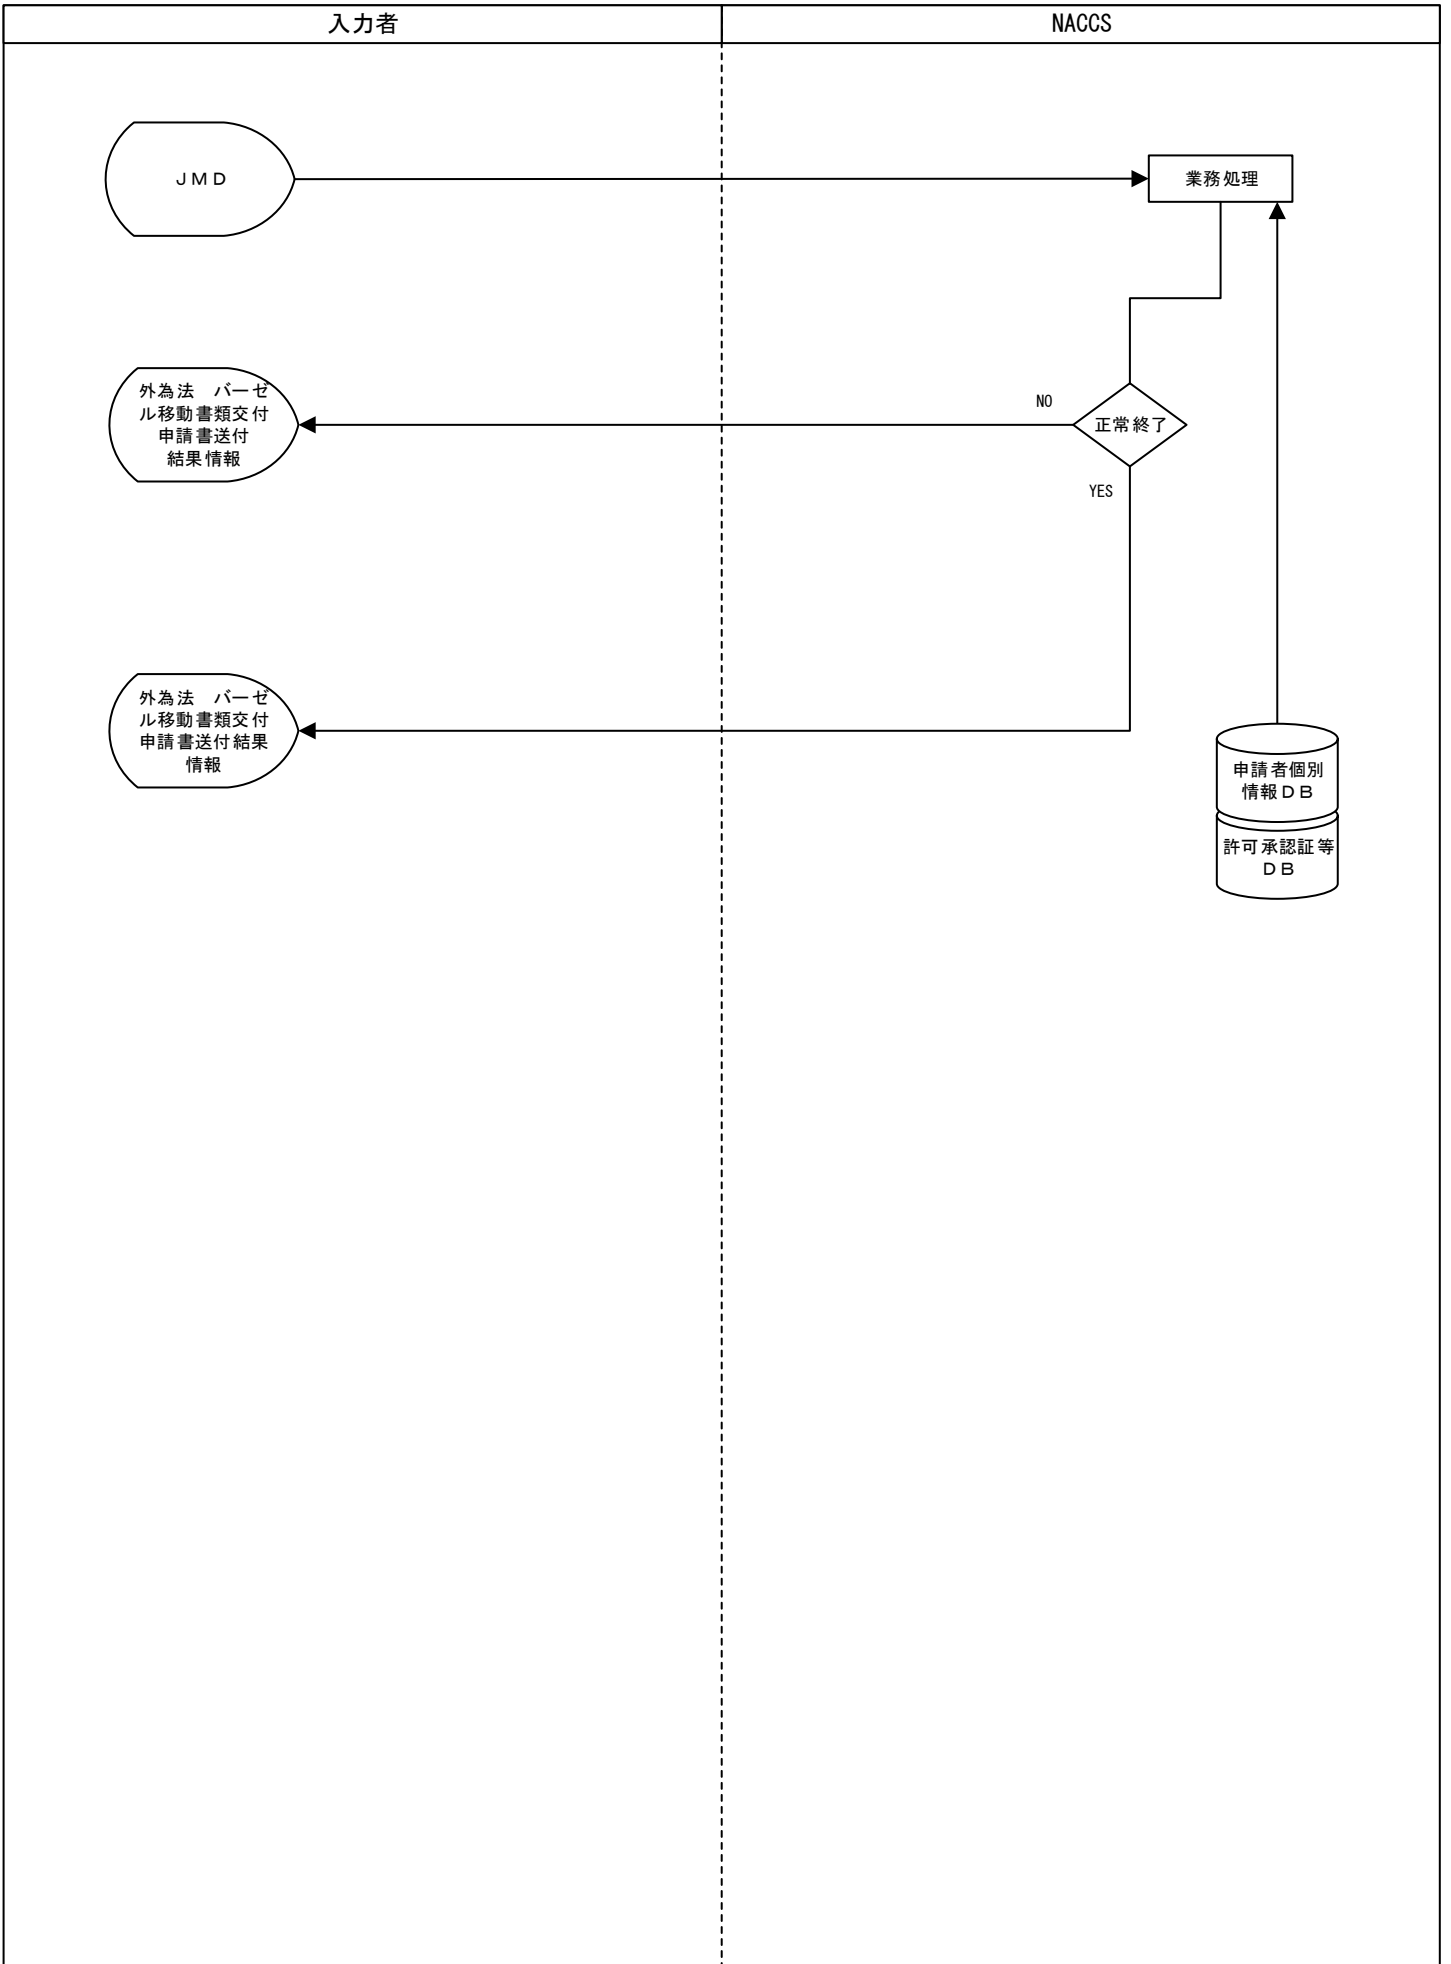 入力者
NACCS
ＪＭＤ
業務処理
外為法　バーゼ
ル移動書類交付
申請書送付
結果情報
NO
正常終了
YES
外為法　バーゼ
ル移動書類交付
申請書送付結果
情報
申請者個別
情報ＤＢ
許可承認証等
ＤＢ